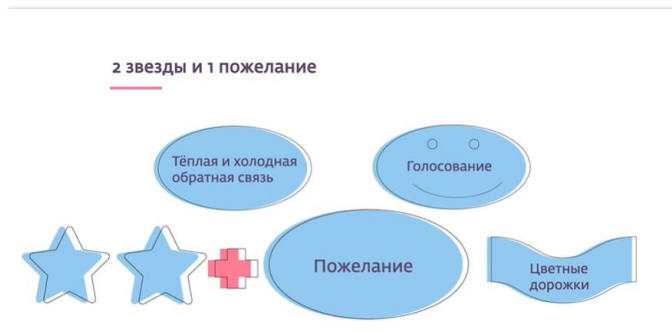 2 звезды и 1 пожелание
Тёплая и холодная
обратная связь
Голосование
Пожелание
Цветные
дорожки